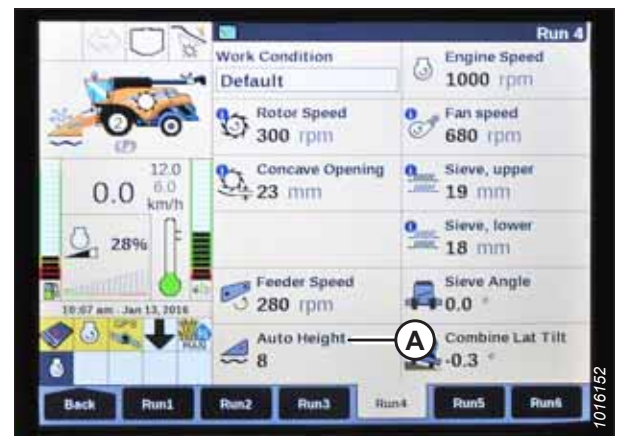 Run 4
Work Condition
Default
Engine Speed
1000 rpm
2
(P)
Rotor Speed
300 rpm
Fan speed
680 rpm
0.0
12.0
6.0
km/h
Concave Opening
23 mm
Sieve, upper
19 mm
28%
Sieve, lower
18 mm
Feeder Speed
280 rpm
Sieve Angle
0.0 °
10:07 am Jan 13, 2016
GPS
MAN
Auto Height
8
A
Combine Lat Tilt
-0.3 °
Back
Run1
Run2
Run3
Run4
Run5
Run6
1016152